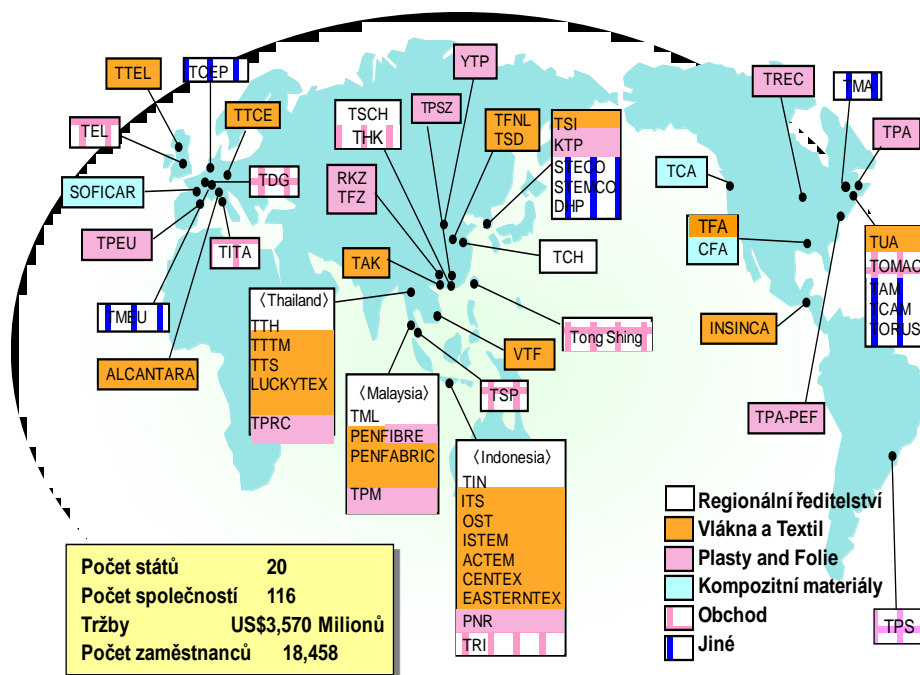 YTP
TTEL
TCEP
TREC
TMA
TTCE
TSCH
THK
TPSZ
TFNL
TSD
TSI
KTP
STECO
STEMCO
DHP
TPA
TEL
TDG
RKZ
TFZ
TCA
SOFICAR
TPEU
TITA
TAK
TCH
TFA
CFA
TUA
TOMAC
TAM
TCAM
TORUS
TMEU
〈Thailand〉
TTH
TTTM
TTS
LUCKYTEX
TPRC
INSINCA
Tong Shing
VTF
ALCANTARA
〈Malaysia〉
TML
PENFIBRE
PENFABRIC
TPM
TSP
TPA-PEF
〈Indonesia〉
TIN
ITS
OST
ISTEM
ACTEM
CENTEX
EASTERNTEX
PNR
TRI
Regionální ředitelství
Vlákna a Textil
Plasty and Folie
Kompozitní materiály
Obchod
Jiné
TPS
Počet států 20
Počet společností 116
Tržby US$3,570 Milionů
Počet zaměstnanců 18,458